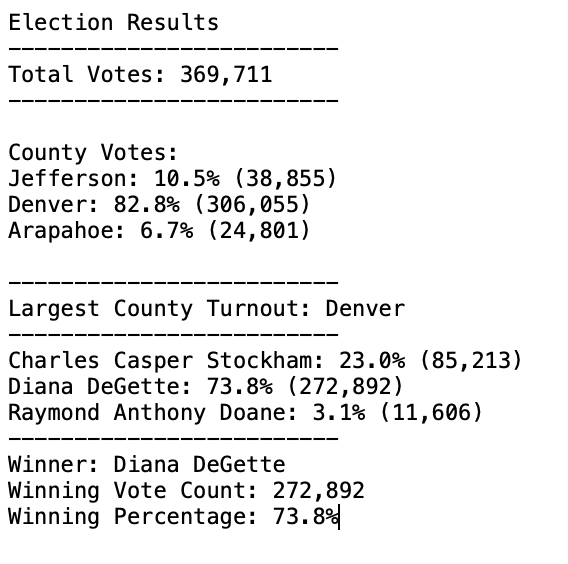 Election Results
-------------------------
Total Votes: 369,711
-------------------------
County Votes:
Jefferson: 10.5% (38,855)
Denver: 82.8% (306,055)
Arapahoe: 6.7% (24,801)
-------------------------
Largest County Turnout: Denver
-------------------------
Charles Casper Stockham: 23.0% (85,213)
Diana DeGette: 73.8% (272,892)
Raymond Anthony Doane: 3.1% (11,606)
-------------------------
Winner: Diana DeGette
Winning Vote Count: 272,892
Winning Percentage: 73.8%